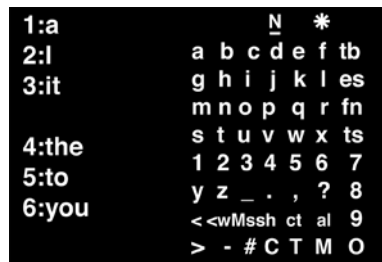 1:a
2:I
3:it
4:the
5:to
6:you
N *
a b c d e f tb
g h i j k l es
m n o p q r fn
s t u v w x ts
1 2 3 4 5 6 7
y z _ . , ? 8
< <wMssh ct al 9
> - # C T M O